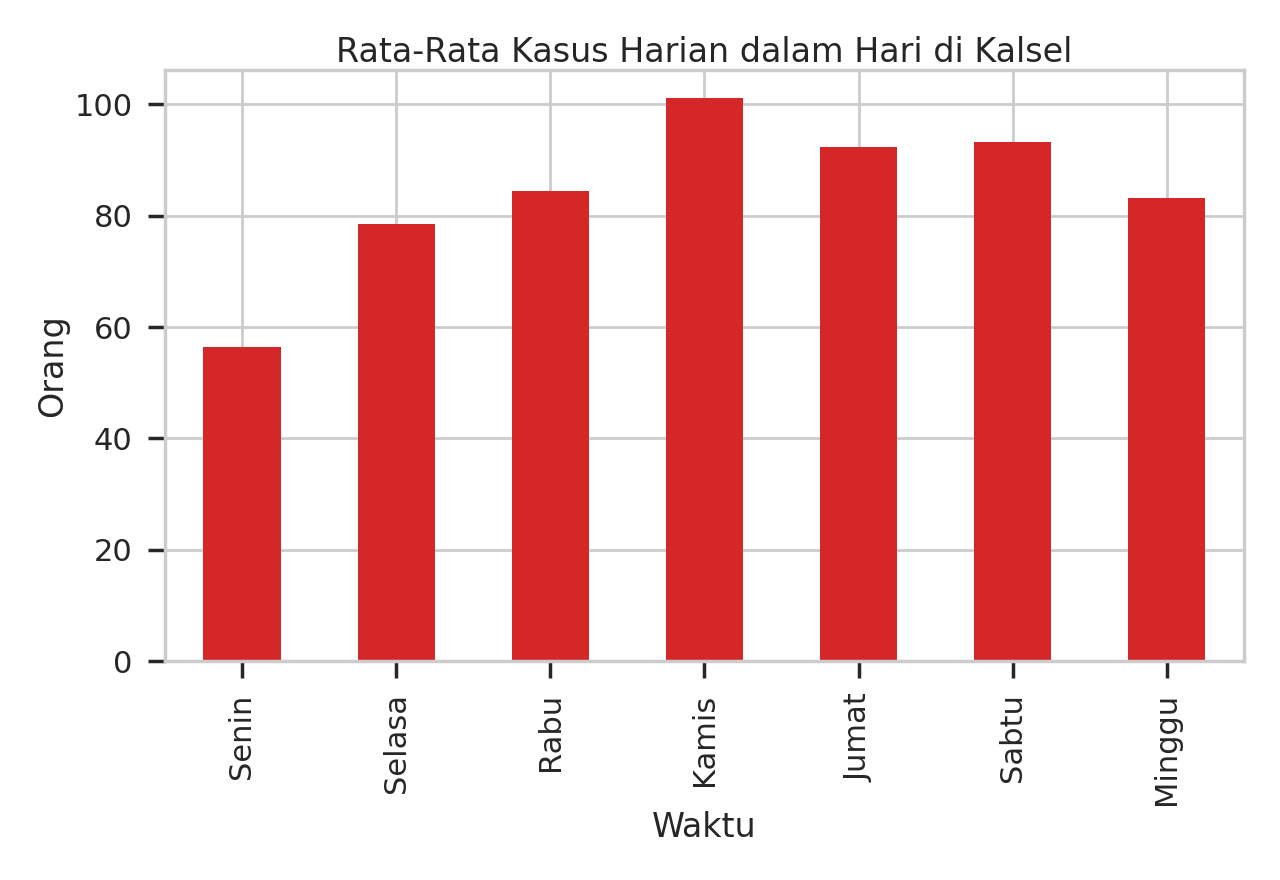 Rata-Rata Kasus Harian dalam Hari di Kalsel
100
80
60
40
20
0
Orang
Senin
Selasa
Rabu
Kamis
Jumat
Sabtu
Minggu
Waktu